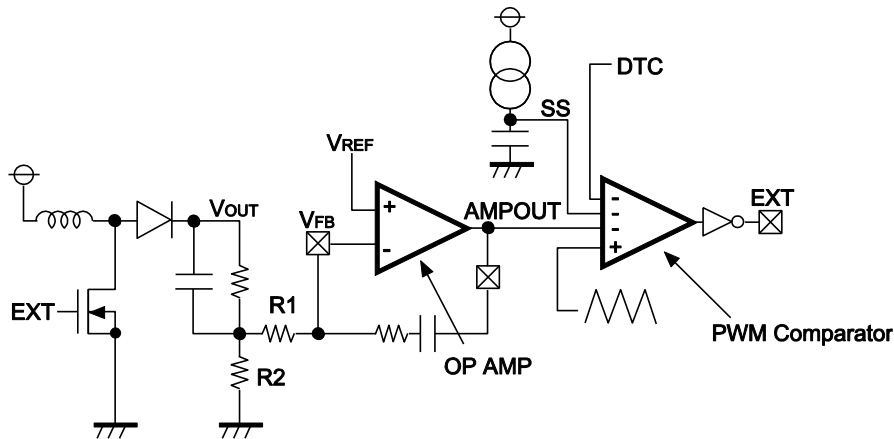 DTC
SS
VREF
EXT
VOUT
VFB
AMPOUT
+
-
-
-
-
+
EXT
R1
PWM Comparator
R2
OP AMP